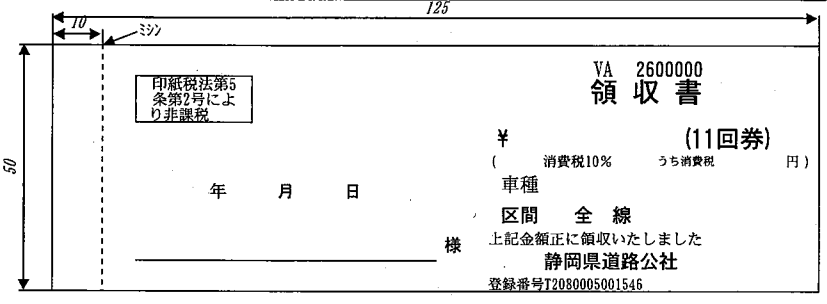 125
10
ミシン
50
印紙税法第5
条第2号によ
り非課税
VA 2600000
領収書
¥ (11回券)
( 消費税10% うち消費税 円)
車種
年 月 日
区間 全線
様
上記金額正に領収いたしました
静岡県道路公社
登録番号T2080005001546